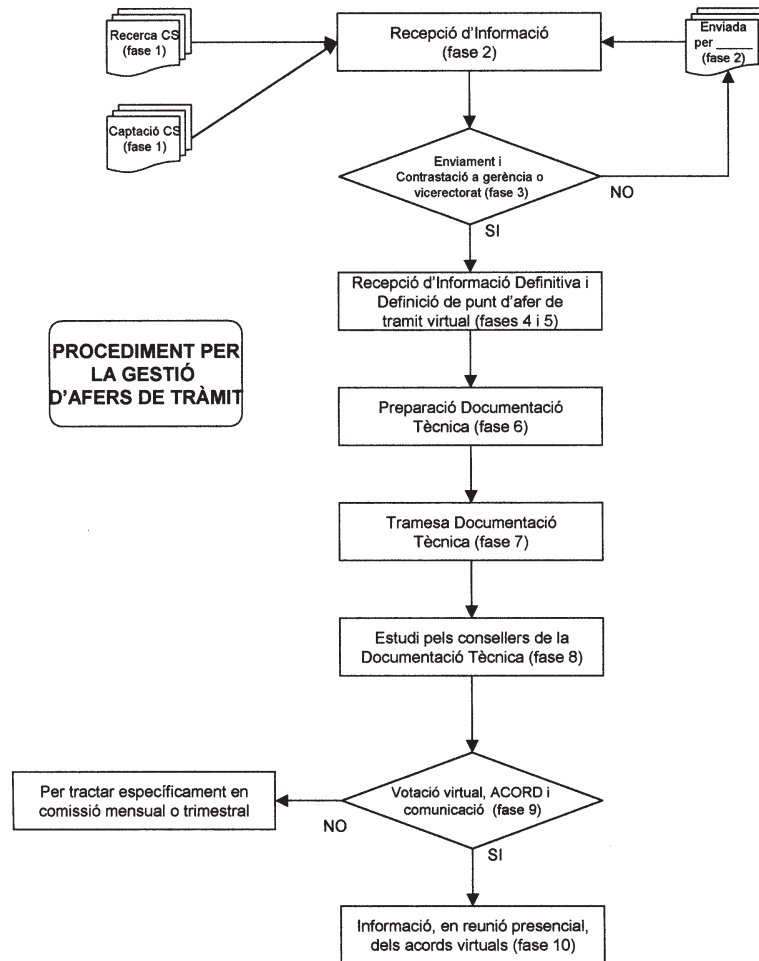 Recerca CS
(fase 1)
Recepció d'Informació
(fase 2)
Enviada
per _____
(fase 2)
Captació CS
(fase 1)
Enviament i
Contrastació a gerència o
vicerectorat (fase 3)
NO
SI
Recepció d'Informació Definitiva i
Definició de punt d'afer de
tramit virtual (fases 4 i 5)
PROCEDIMENT PER
LA GESTIÓ
D'AFERS DE TRÀMIT
Preparació Documentació
Tècnica (fase 6)
Tramesa Documentació
Tècnica (fase 7)
Estudi pels consellers de la
Documentació Tècnica (fase 8)
Per tractar específicament en
comissió mensual o trimestral
Votació virtual, ACORD i
comunicació (fase 9)
NO
SI
Informació, en reunió presencial,
dels acords virtuals (fase 10)